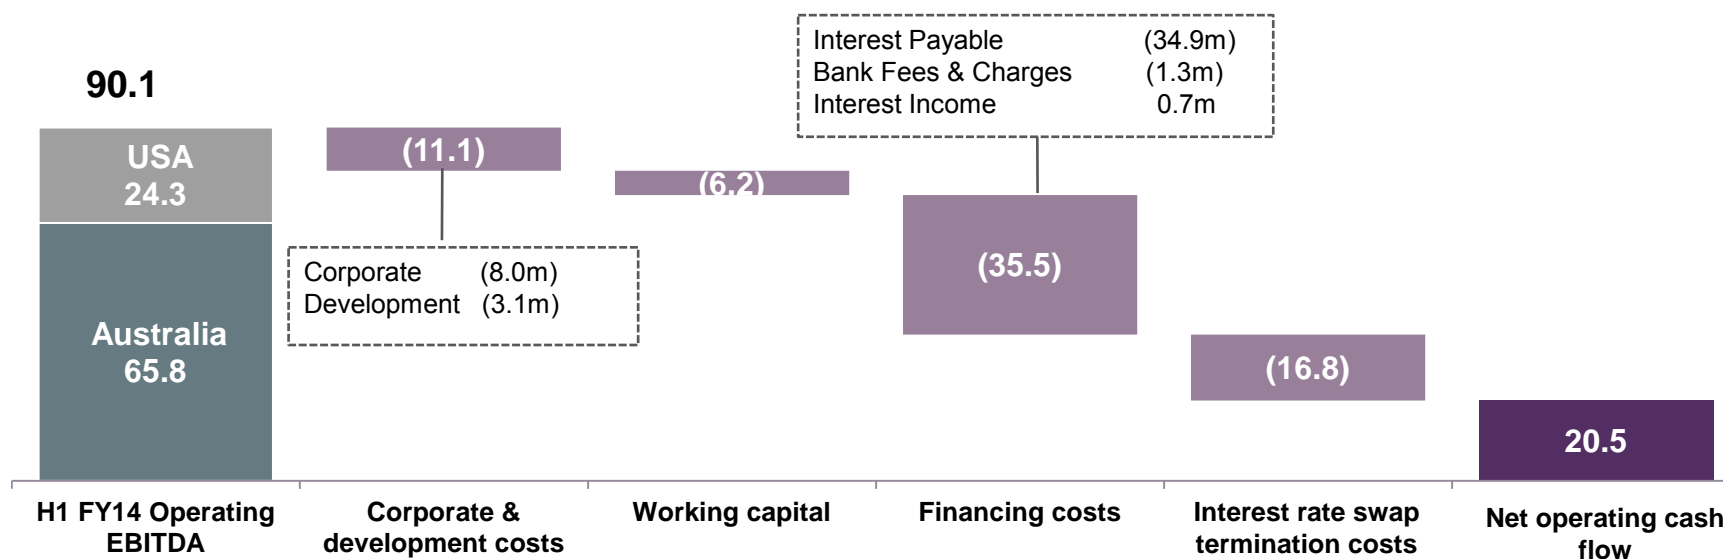 90.1
USA
24.3
Australia
65.8
(11.1)
Corporate (8.0m)
Development (3.1m)
(6.2)
Interest Payable (34.9m)
Bank Fees & Charges (1.3m)
Interest Income 0.7m
(35.5)
(16.8)
20.5
H1 FY14 Operating
EBITDA
Corporate &
development costs
Working capital
Financing costs
Interest rate swap
termination costs
Net operating cash
flow